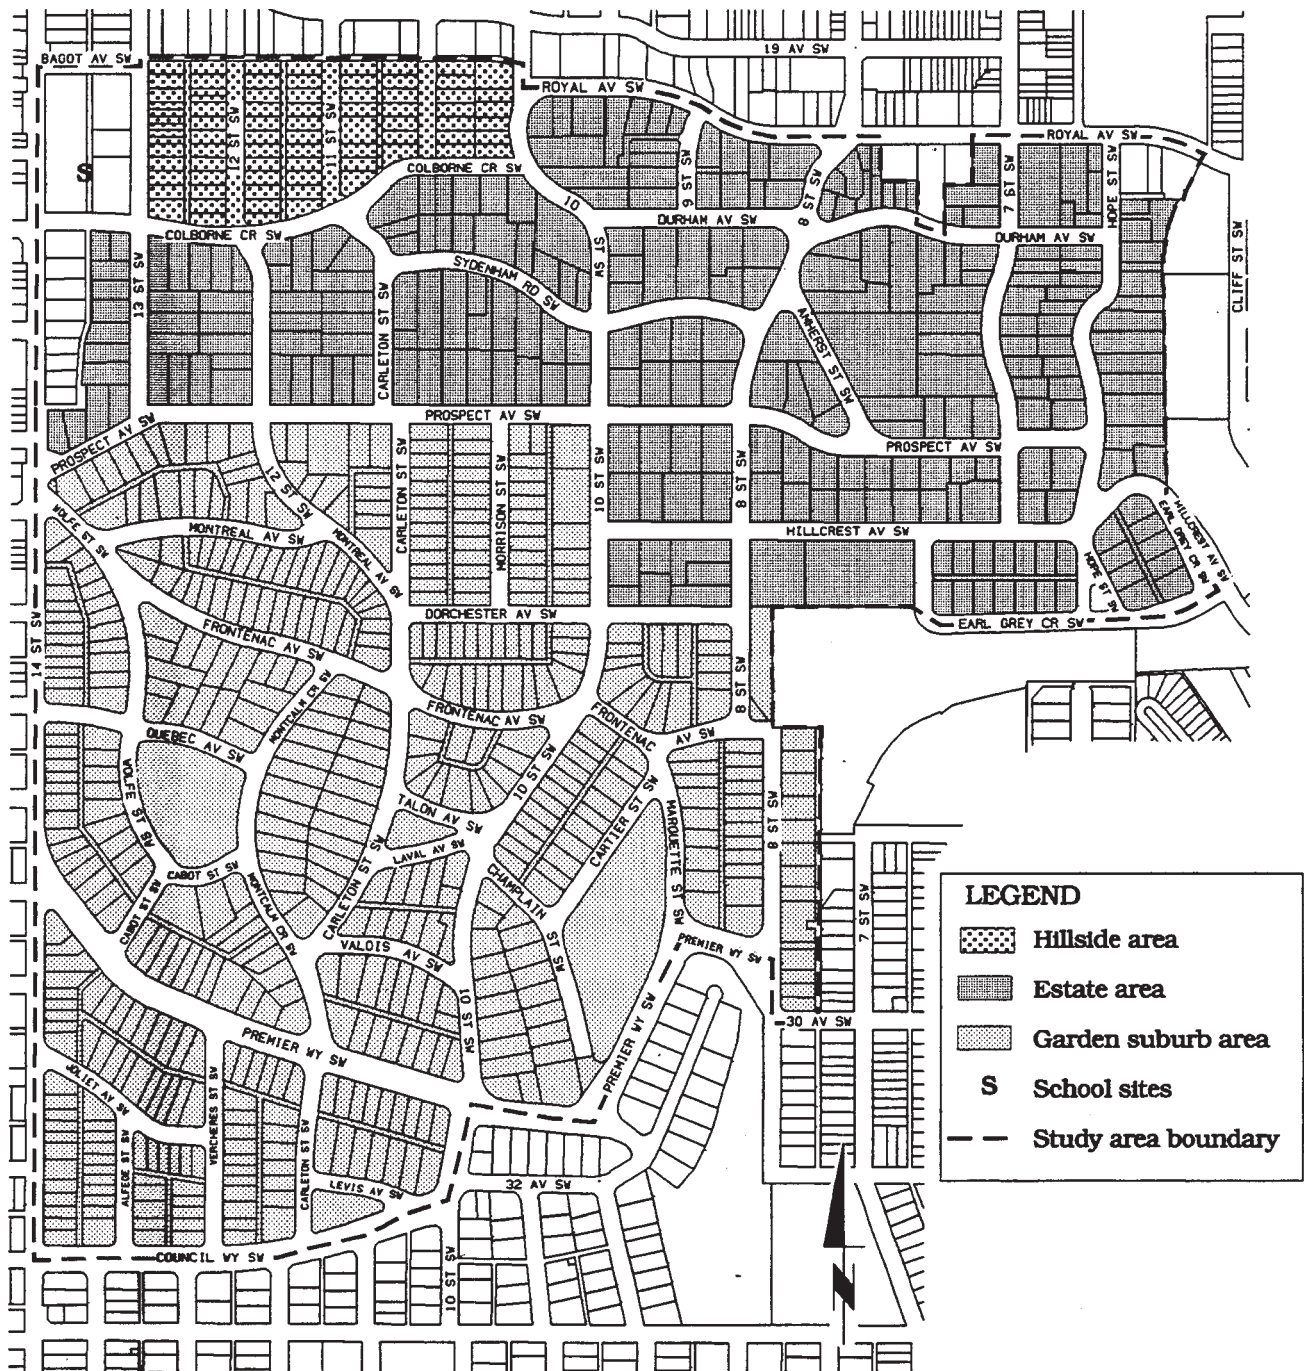 19 AV SW
BAGOT AV SW
ROYAL AV SW
ROYAL AV SW
12 ST SW
11 ST SW
S
COLBORNE CR SW
9 ST SW
8 ST SW
7 ST SW
HOPE ST SW
10 ST SW
DURHAM AV SW
DURHAM AV SW
COLBORNE CR SW
CLIFF ST SW
13 ST SW
SYDENHAM RD SW
CARLETON ST SW
AMHERST ST SW
PROSPECT AV SW
PROSPECT AV SW
PROSPECT AV SW
12 ST SW
CARLETON ST SW
MORRISON ST SW
10 ST SW
8 ST SW
WOLFE ST SW
MONTREAL AV SW
MONTREAL AV SW
HILLCREST AV SW
HILLCREST AV SW
EARL GREY CR SW
HOPE ST SW
DORCHESTER AV SW
EARL GREY CR SW
14 ST SW
FRONTENAC AV SW
MONTCALM CR SW
8 ST SW
FRONTENAC AV SW
FRONTENAC AV SW
QUEBEC AV SW
WOLFE ST SW
10 ST SW
TALON AV SW
CARTIER ST SW
MARQUETTE ST SW
8 ST SW
LAVAL AV SW
CABOT ST SW
CABOT ST SW
MONTCALM CR SW
CARLETON ST SW
CHAMPLAIN ST SW
7 ST SW
VALOIS AV SW
PREMIER WY SW
10 ST SW
30 AV SW
PREMIER WY SW
PREMIER WY SW
JOLIET AV SW
VERCHERES ST SW
CARLETON ST SW
LEVIS AV SW
32 AV SW
COUNCIL WY SW
10 ST SW
LEGEND
Hillside area
Estate area
Garden suburb area
S School sites
Study area boundary